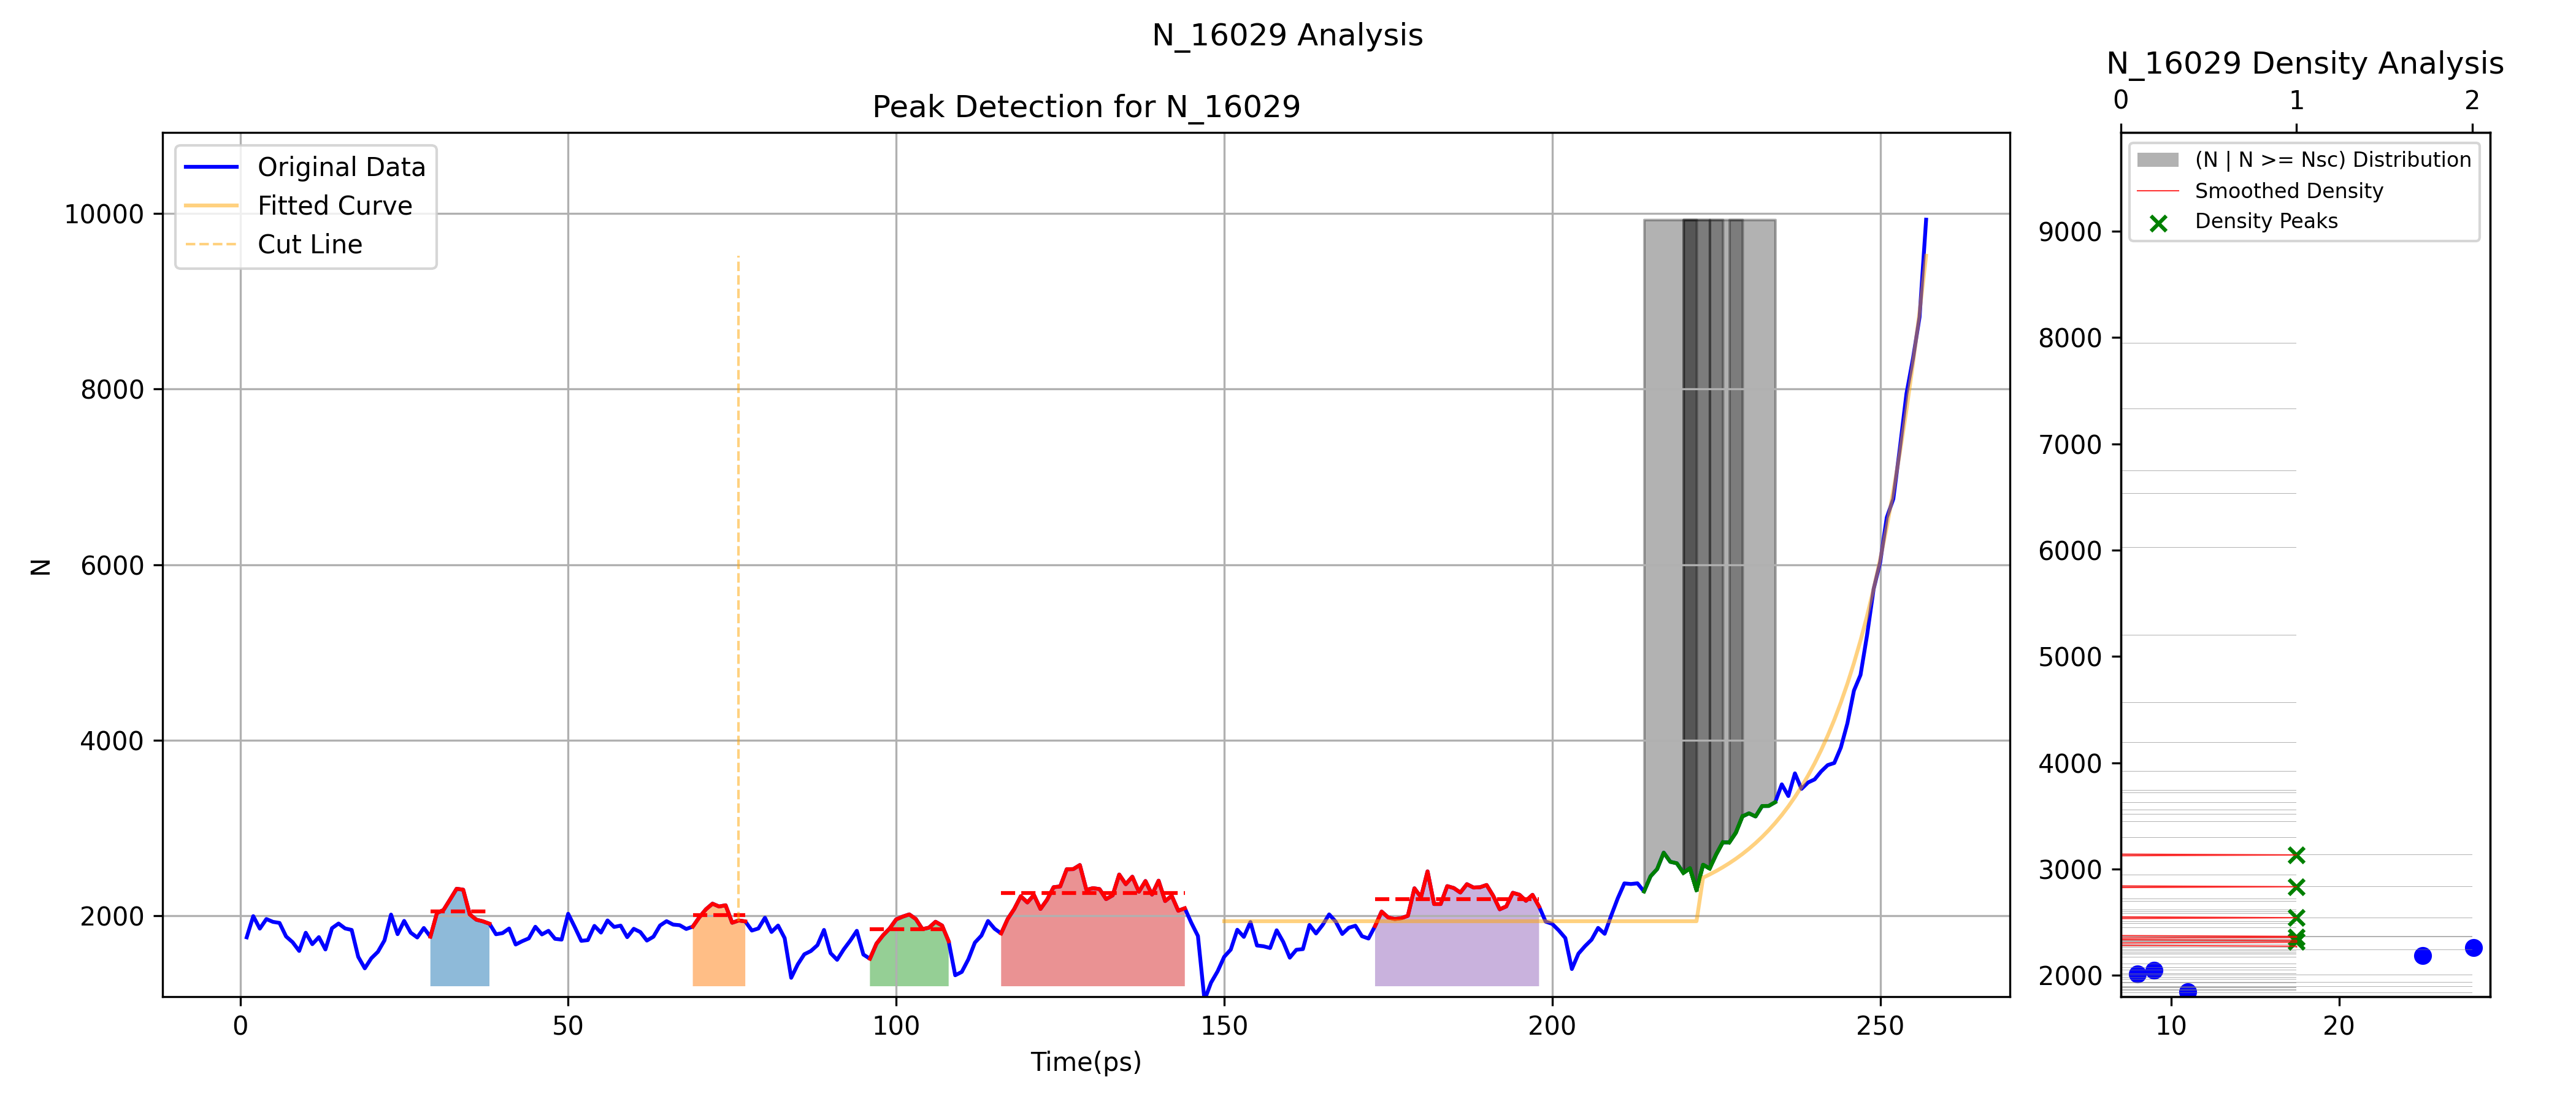 N_16029 Analysis
Peak Detection for N_16029
Original Data
Fitted Curve
Cut Line
10000
8000
6000
4000
2000
N
0
50
100
150
200
250
Time(ps)
N_16029 Density Analysis
0
1
2
(N | N >= Nsc) Distribution
Smoothed Density
Density Peaks
9000
8000
7000
6000
5000
4000
3000
2000
10
20